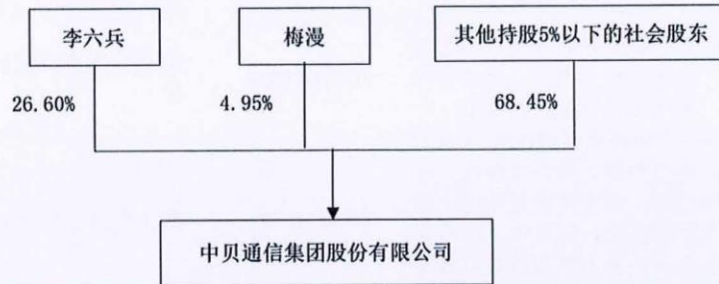 李六兵
梅漫
其他持股5%以下的社会股东
26.60%
4.95%
68.45%
中贝通信集团股份有限公司